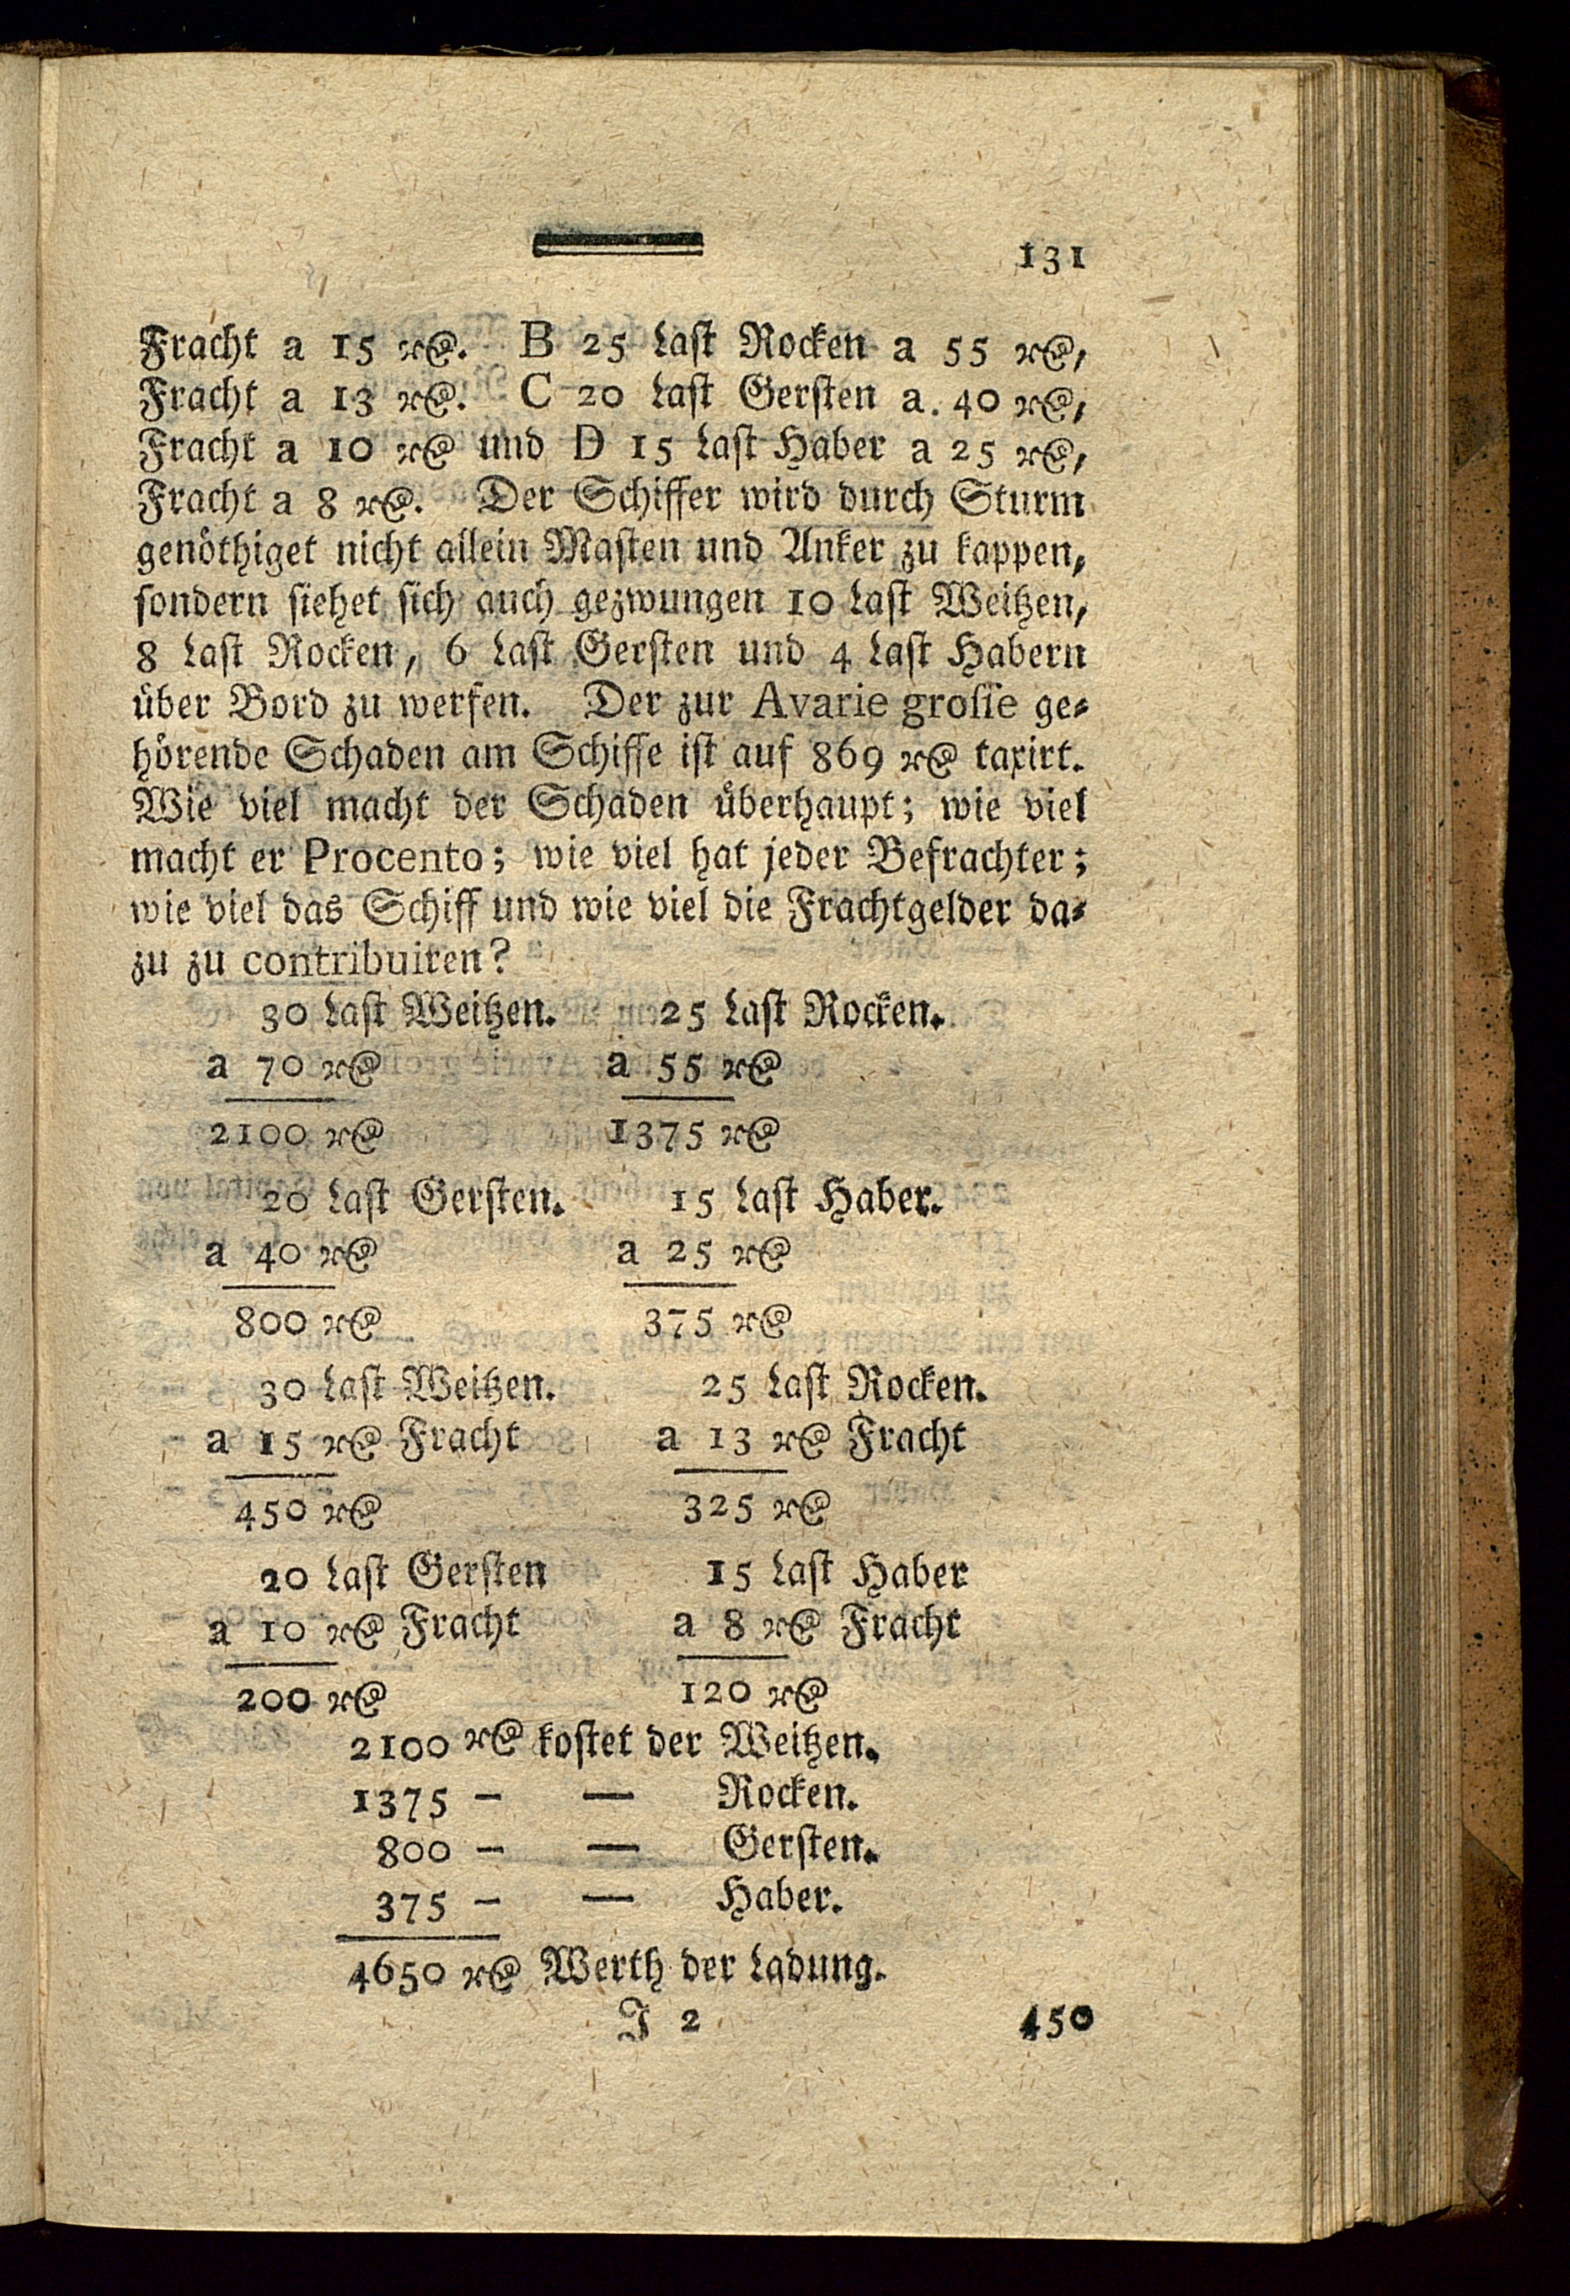 131
Fracht a 15 ₰. B 25 Last Rocken a 55 ₰,
Fracht a 13 ₰. C 20 Last Gersten a. 40 ₰,
Fracht a 10 ₰ und D 15 Last Haber a 25 ₰,
Fracht a 8 ₰. Der Schiffer wird durch Sturm
genöthiget nicht allein Masten und Anker zu kappen,
sondern siehet sich auch gezwungen 10 Last Weitzen,
8 Last Rocken, 6 Last Gersten und 4 Last Habern
über Bord zu werfen. Der zur Avarie grosse ge-
hörende Schaden am Schiffe ist auf 869 ₰ taxirt.
Wie viel macht der Schaden überhaupt; wie viel
macht er Procento; wie viel hat jeder Befrachter;
wie viel das Schiff und wie viel die Frachtgelder da-
zu zu contribuiren?
30 Last Weitzen. 25 Last Rocken.
a 70 ₰ a 55 ₰
2100 ₰ 1375 ₰
20 Last Gersten. 15 Last Haber.
a 40 ₰ a 25 ₰
800 ₰ 375 ₰
30 Last Weitzen. 25 Last Rocken.
a 15 ₰ Fracht a 13 ₰ Fracht
450 ₰ 325 ₰
20 Last Gersten 15 Last Haber
a 10 ₰ Fracht a 8 ₰ Fracht
200 ₰ 120 ₰
2100 ₰ kostet der Weitzen.
1375 - — Rocken.
800 - — Gersten.
375 - — Haber.
4650 ₰ Werth der Ladung.
J 2 450